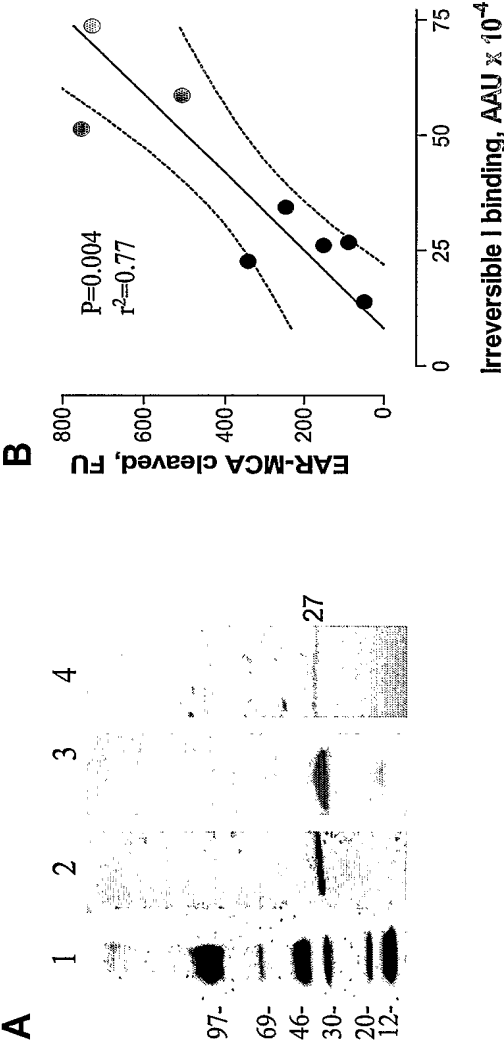 A
1 2 3 4
97-
69-
46-
30-
20-
12-
27
B
P=0.004
r²=0.77
EAR-MCA cleaved, FU
800
600
400
200
0
0 25 50 75
Irreversible I binding, AAU x 10⁻⁴